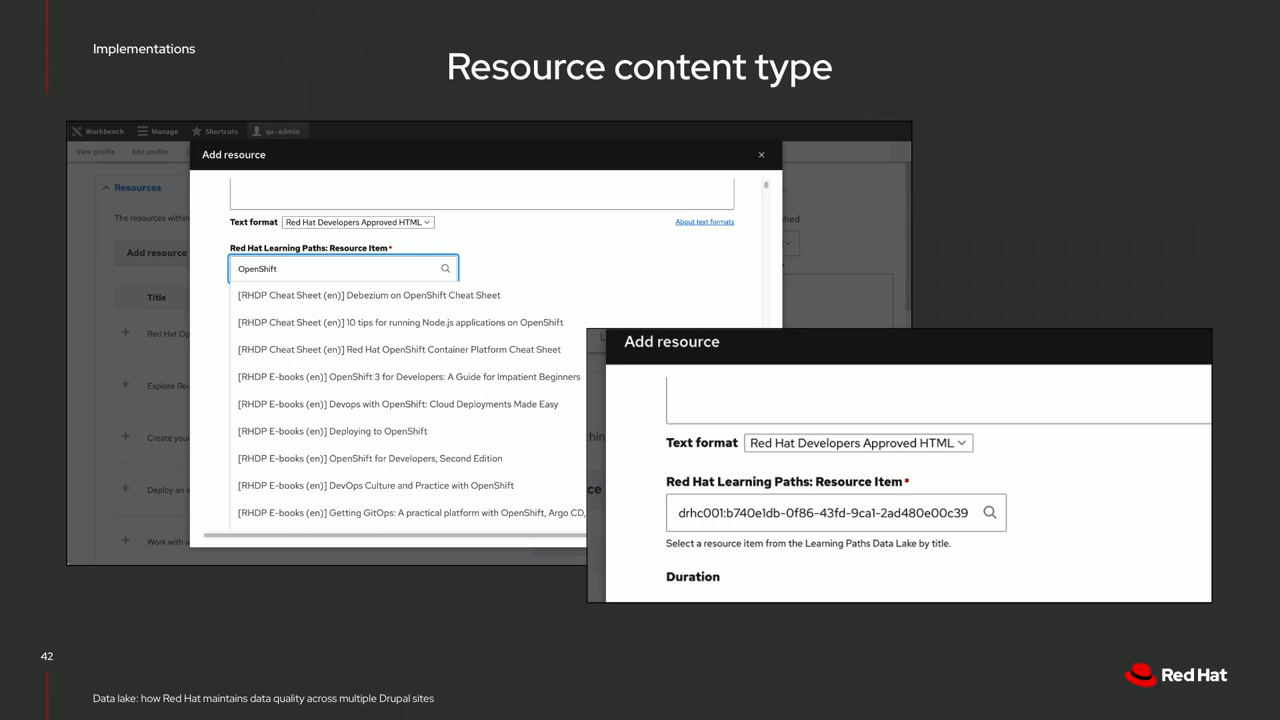 Implementations
Resource content type
Workbench Manage Shortcuts qa-admin
View profile Edit profile
Add resource ×
Resources
The resources within
Add resource
Title
Red Hat Op
Explore Red
Create your
Deploy an a
Work with a
Text format Red Hat Developers Approved HTML
About text formats
Red Hat Learning Paths: Resource Item *
OpenShift
[RHDP Cheat Sheet (en)] Debezium on OpenShift Cheat Sheet
[RHDP Cheat Sheet (en)] 10 tips for running Node.js applications on OpenShift
[RHDP Cheat Sheet (en)] Red Hat OpenShift Container Platform Cheat Sheet
[RHDP E-books (en)] OpenShift 3 for Developers: A Guide for Impatient Beginners
[RHDP E-books (en)] Devops with OpenShift: Cloud Deployments Made Easy
[RHDP E-books (en)] Deploying to OpenShift
[RHDP E-books (en)] OpenShift for Developers, Second Edition
[RHDP E-books (en)] DevOps Culture and Practice with OpenShift
[RHDP E-books (en)] Getting GitOps: A practical platform with OpenShift, Argo CD,
Add resource
Text format Red Hat Developers Approved HTML
Red Hat Learning Paths: Resource Item *
drhc001:b740e1db-0f86-43fd-9ca1-2ad480e00c39
Select a resource item from the Learning Paths Data Lake by title.
Duration
42
Red Hat
Data lake: how Red Hat maintains data quality across multiple Drupal sites